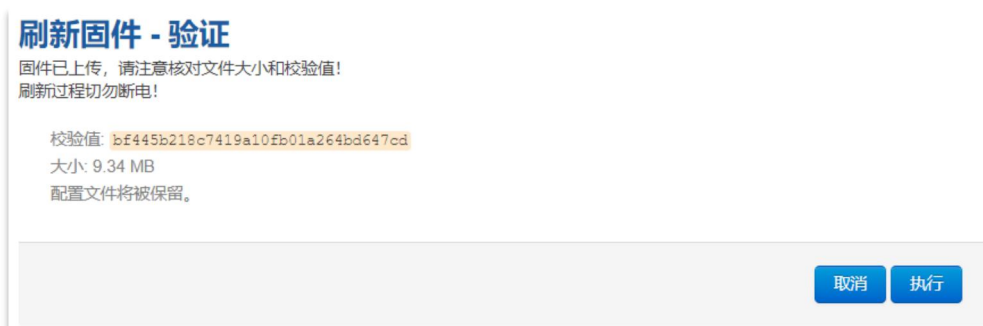 刷新固件 - 验证
固件已上传，请注意核对文件大小和校验值！
刷新过程切勿断电！
校验值: bf445b218c7419a10fb01a264bd647cd
大小: 9.34 MB
配置文件将被保留。
取消 执行